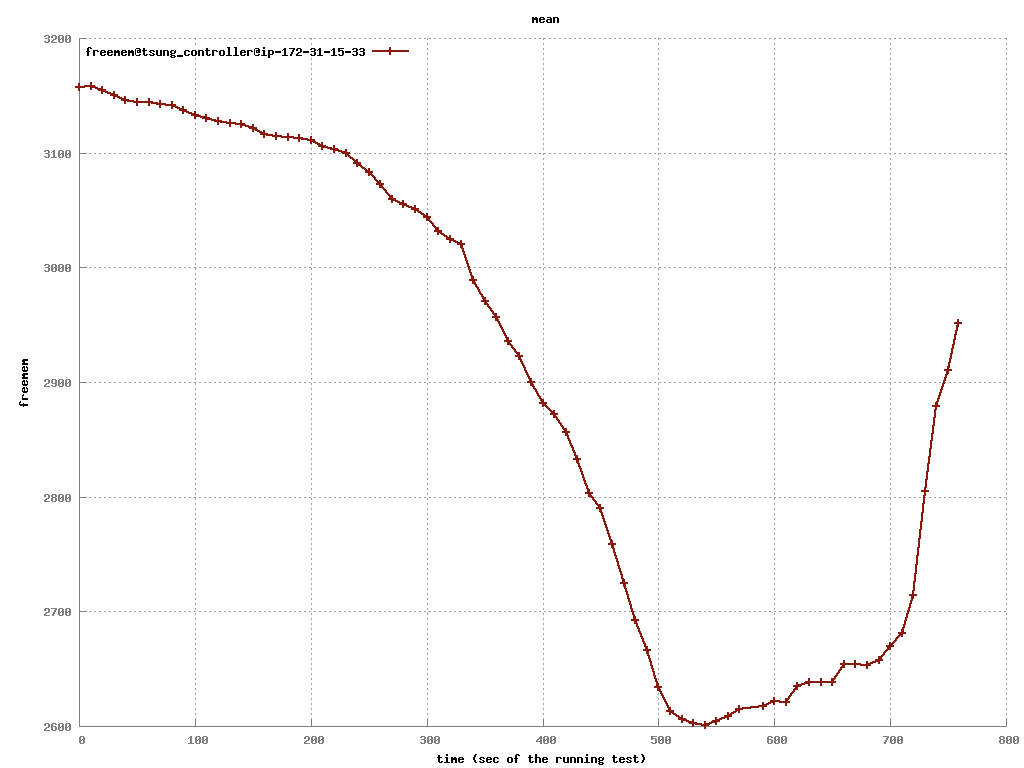 mean
freemem@tsung_controller@ip-172-31-15-33
3200
3100
3000
2900
2800
2700
2600
freemem
0 100 200 300 400 500 600 700 800
time (sec of the running test)